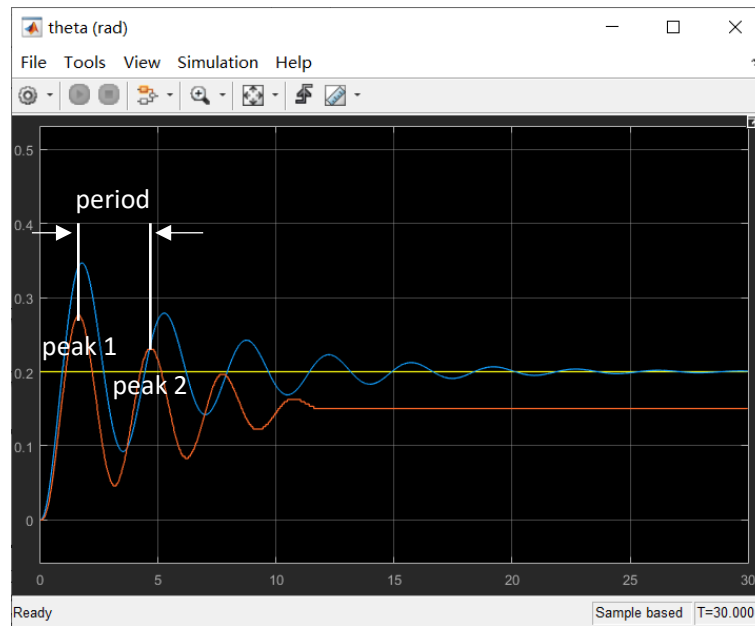 theta (rad)
File Tools View Simulation Help
0.5
period
0.4
0.3
peak 1
0.2
peak 2
0.1
0
0 5 10 15 20 25 30
Ready Sample based T=30.000